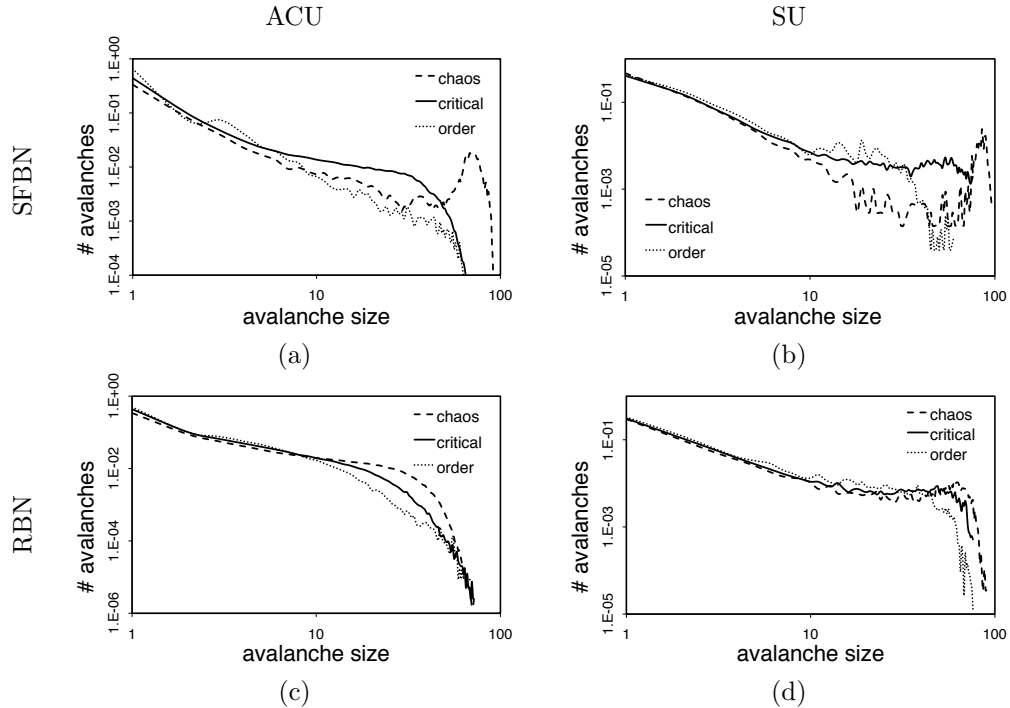 ACU
SU
SFBN
# avalanches
1.E+00
1.E-01
1.E-02
1.E-03
1.E-04
chaos
critical
order
1
10
100
avalanche size
(a)
# avalanches
1.E-01
1.E-03
1.E-05
chaos
critical
order
1
10
100
avalanche size
(b)
RBN
# avalanches
1.E+00
1.E-02
1.E-04
1.E-06
chaos
critical
order
1
10
100
avalanche size
(c)
# avalanches
1.E-01
1.E-03
1.E-05
chaos
critical
order
1
10
100
avalanche size
(d)